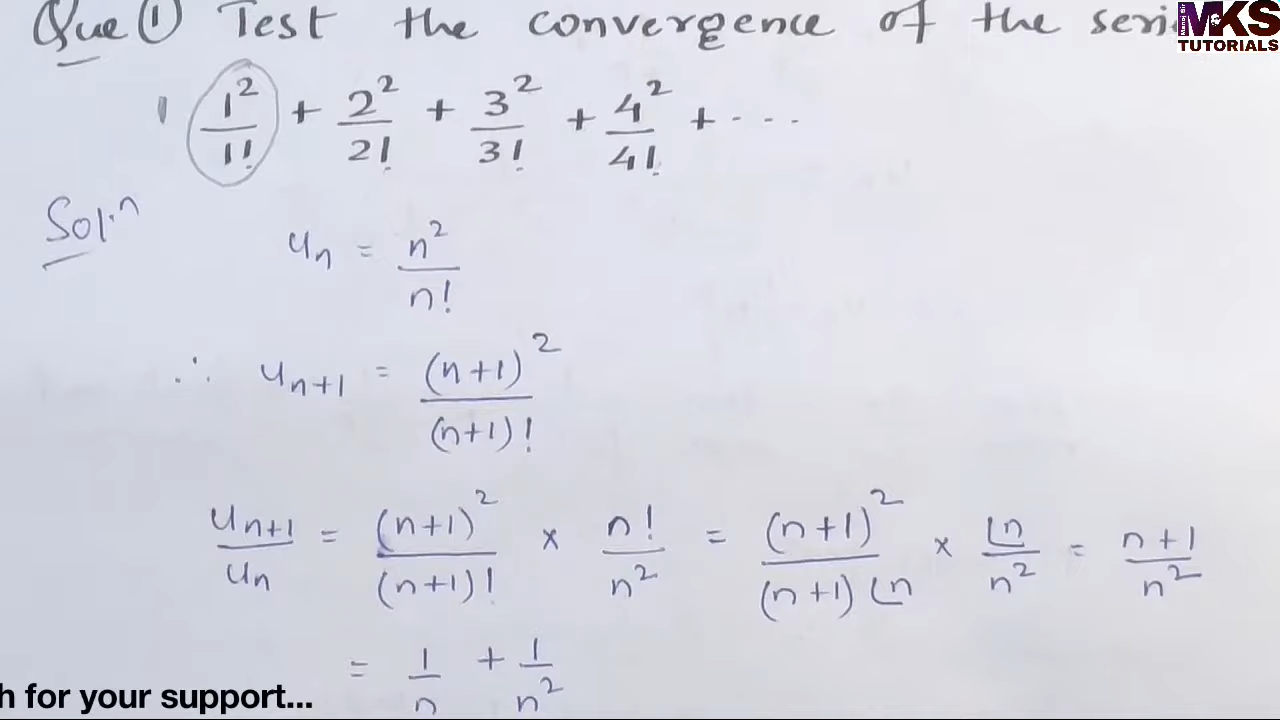 Que ① Test the convergence of the seri
MKS
TUTORIALS
1²/1! + 2²/2! + 3²/3! + 4²/4! + ----
Sol.n
uₙ = n²/n!
∴ uₙ₊₁ = (n+1)²/(n+1)!
uₙ₊₁/uₙ = (n+1)²/(n+1)! × n!/n² = (n+1)²/(n+1)⌊n × ⌊n/n² = n+1/n²
= 1/n + 1/n²
h for your support...